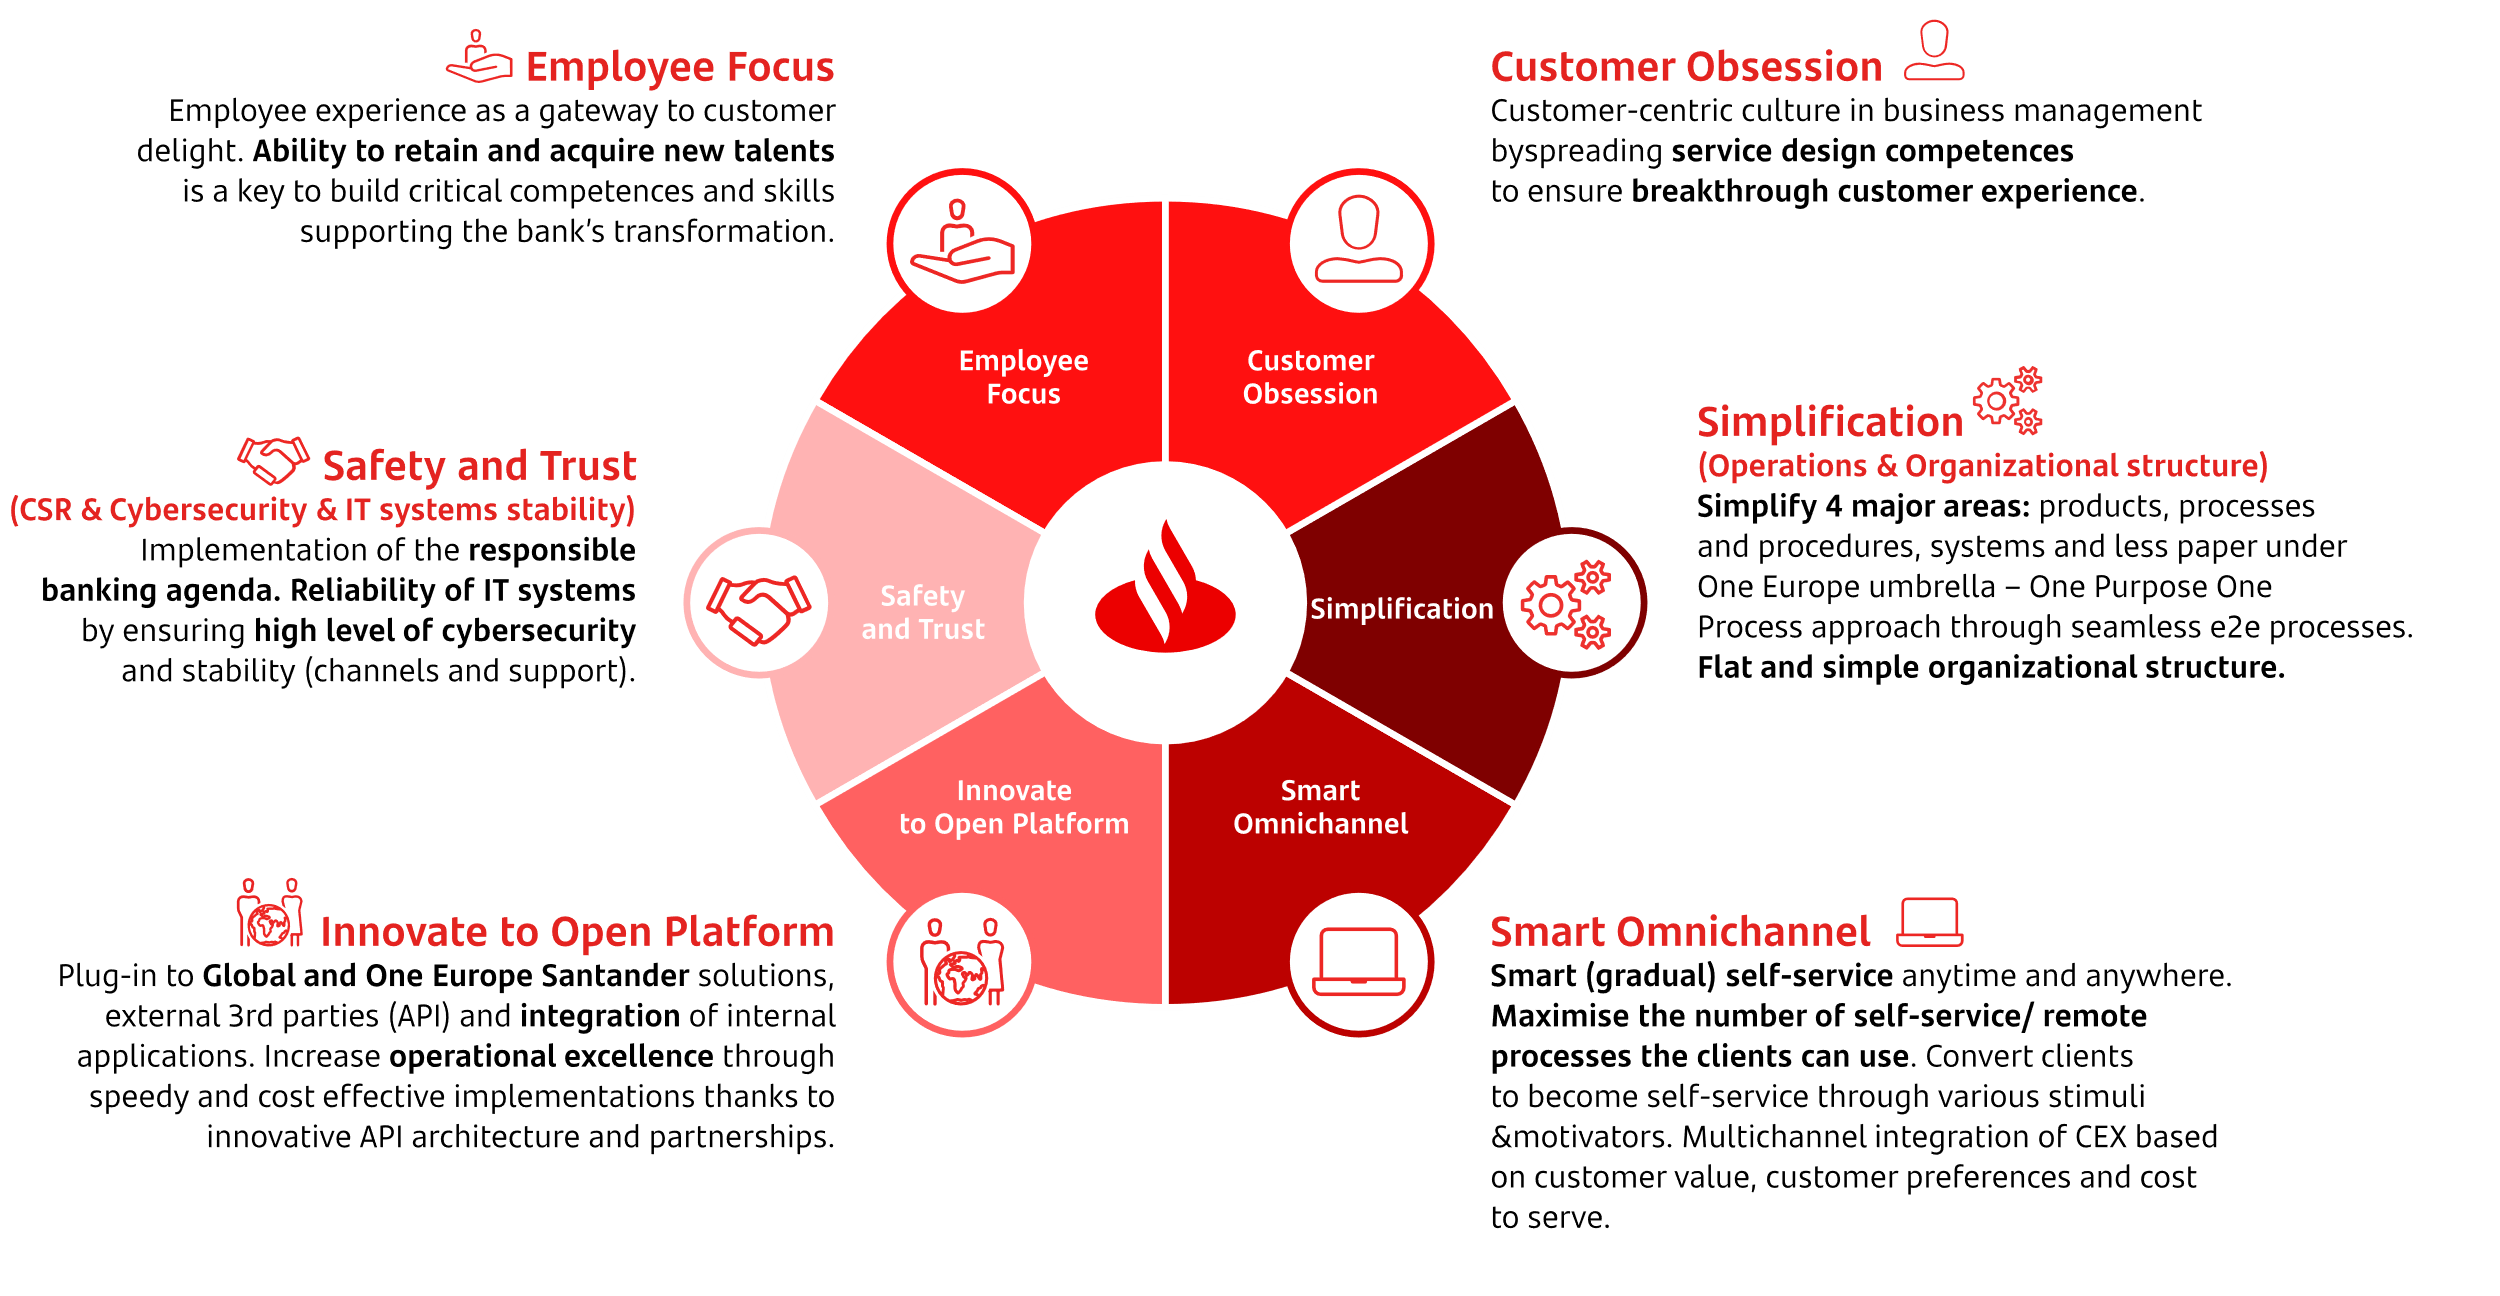 Employee Focus
Employee experience as a gateway to customer
delight. Ability to retain and acquire new talents
is a key to build critical competences and skills
supporting the bank’s transformation.
Customer Obsession
Customer-centric culture in business management
byspreading service design competences
to ensure breakthrough customer experience.
Safety and Trust
(CSR & Cybersecurity & IT systems stability)
Implementation of the responsible
banking agenda. Reliability of IT systems
by ensuring high level of cybersecurity
and stability (channels and support).
Employee
Focus
Customer
Obsession
Safety
and Trust
Simplification
Innovate
to Open Platform
Smart
Omnichannel
Simplification
(Operations & Organizational structure)
Simplify 4 major areas: products, processes
and procedures, systems and less paper under
One Europe umbrella – One Purpose One
Process approach through seamless e2e processes.
Flat and simple organizational structure.
Innovate to Open Platform
Plug-in to Global and One Europe Santander solutions,
external 3rd parties (API) and integration of internal
applications. Increase operational excellence through
speedy and cost effective implementations thanks to
innovative API architecture and partnerships.
Smart Omnichannel
Smart (gradual) self-service anytime and anywhere.
Maximise the number of self-service/ remote
processes the clients can use. Convert clients
to become self-service through various stimuli
&motivators. Multichannel integration of CEX based
on customer value, customer preferences and cost
to serve.